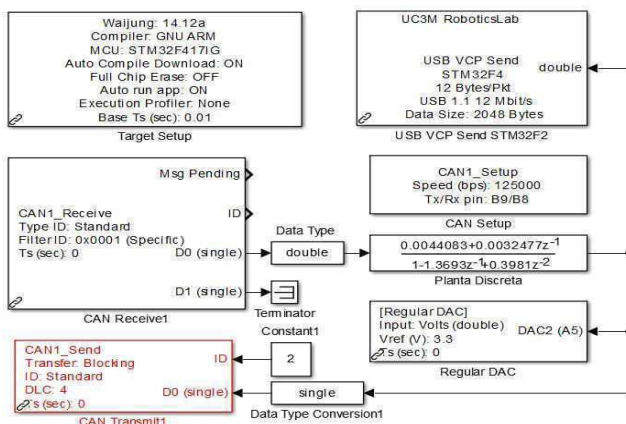 Waijung: 14.12a
Compiler: GNU ARM
MCU: STM32F417IG
Auto Compile Download: ON
Full Chip Erase: OFF
Auto run app: ON
Execution Profiler: None
Base Ts (sec): 0.01
Target Setup
UC3M RoboticsLab
USB VCP Send
STM32F4
12 Bytes/Pkt
USB 1.1 12 Mbit/s
Data Size: 2048 Bytes
double
USB VCP Send STM32F2
Msg Pending
CAN1_Receive
Type ID: Standard
Filter ID: 0x0001 (Specific)
Ts (sec): 0
ID
D0 (single)
D1 (single)
CAN Receive1
Data Type
double
Terminator
CAN1_Setup
Speed (bps): 125000
Tx/Rx pin: B9/B8
CAN Setup
0.0044083+0.0032477z-1
1-1.3693z-1+0.3981z-2
Planta Discreta
[Regular DAC]
Input: Volts (double)
Vref (V): 3.3
Ts (sec): 0
DAC2 (A5)
Regular DAC
Constant1
2
CAN1_Send
Transfer: Blocking
ID: Standard
DLC: 4
Ts (sec): 0
ID
D0 (single)
CAN Transmit1
single
Data Type Conversion1